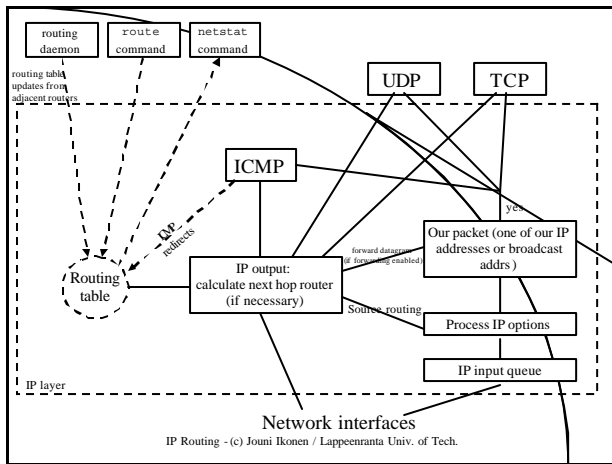 routing
daemon
route
command
netstat
command
routing table
updates from
adjacent routers
UDP
TCP
ICMP
yes
redirects
Our packet (one of our IP
addresses or broadcast
addrs)
forward datagram
(if forwarding enabled)
Routing
table
IP output:
calculate next hop router
(if necessary)
Source routing
Process IP options
IP input queue
IP layer
Network interfaces
IP Routing - (c) Jouni Ikonen / Lappeenranta Univ. of Tech.